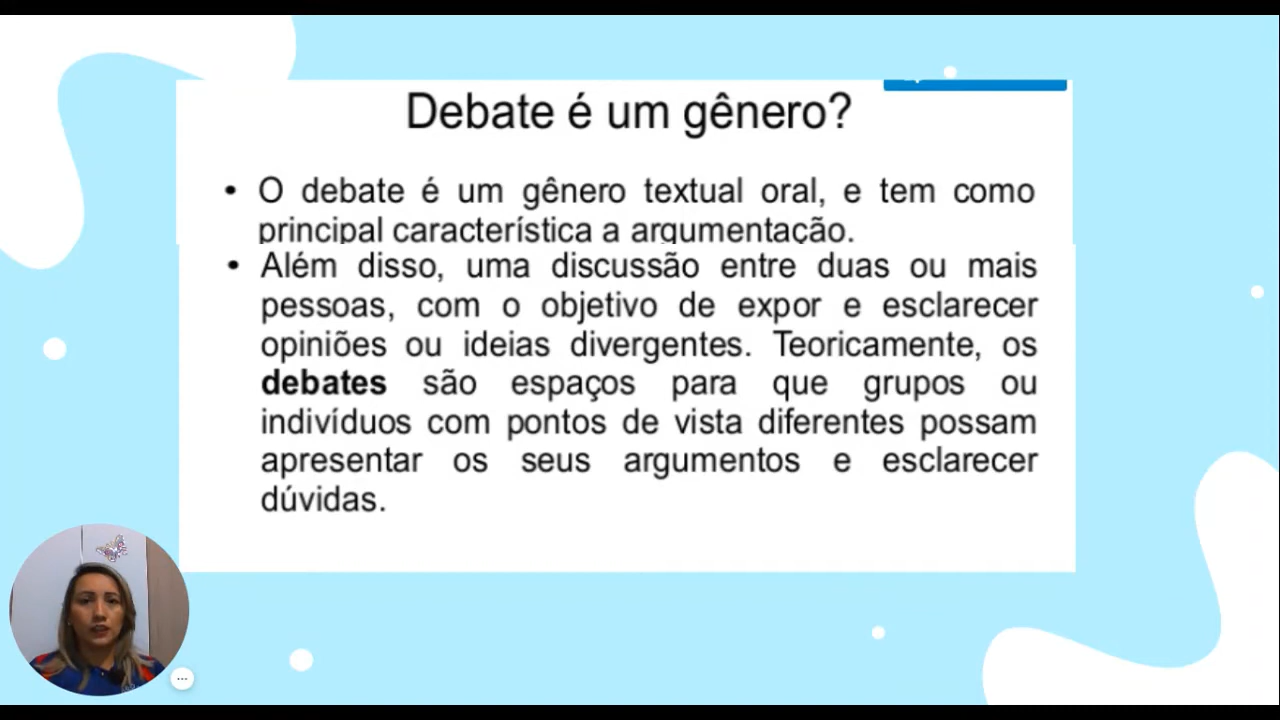 Debate é um gênero?
• O debate é um gênero textual oral, e tem como
principal característica a argumentação.
• Além disso, uma discussão entre duas ou mais
pessoas, com o objetivo de expor e esclarecer
opiniões ou ideias divergentes. Teoricamente, os
debates são espaços para que grupos ou
indivíduos com pontos de vista diferentes possam
apresentar os seus argumentos e esclarecer
dúvidas.